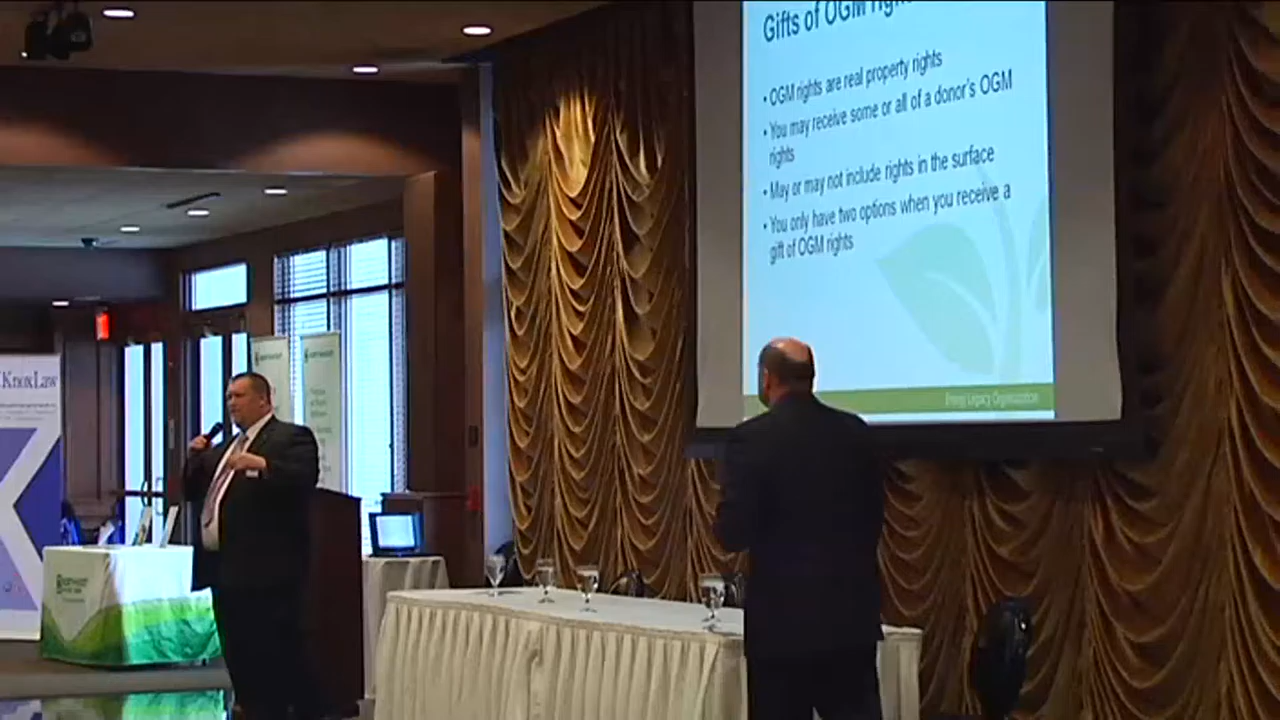 Gifts of OGM
• OGM rights are real property rights
• You may receive some or all of a donor's OGM
rights
• May or may not include rights in the surface
• You only have two options when you receive a
gift of OGM rights
Energy Legacy Organization
KnoxLaw